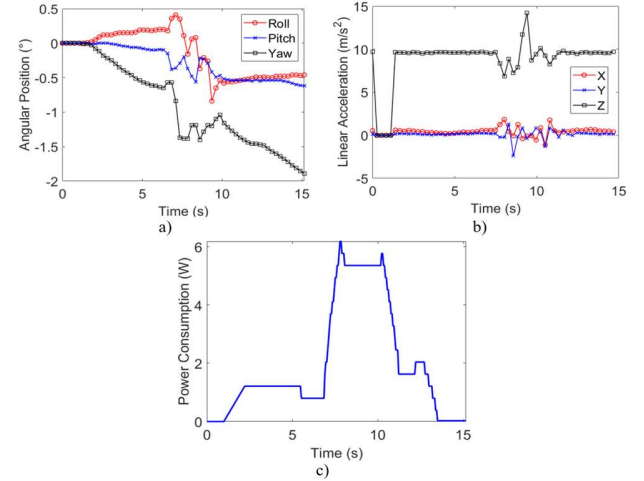 0.5
0
-0.5
-1
-1.5
-2
0 5 10 15
Angular Position (°)
Time (s)
Roll
Pitch
Yaw
a)
15
10
5
0
-5
0 5 10 15
Linear Acceleration (m/s²)
Time (s)
X
Y
Z
b)
6
4
2
0
0 5 10 15
Power Consumption (W)
Time (s)
c)